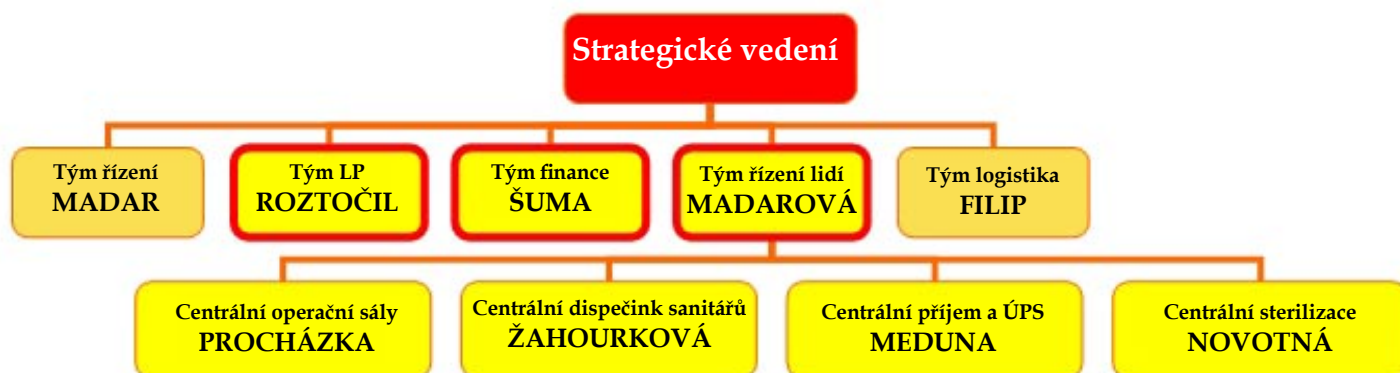 Strategické vedení
Tým řízení
MADAR
Tým LP
ROZTOČIL
Tým finance
ŠUMA
Tým řízení lidí
MADAROVÁ
Tým logistika
FILIP
Centrální operační sály
PROCHÁZKA
Centrální dispečink sanitářů
ŽAHOURKOVÁ
Centrální příjem a ÚPS
MEDUNA
Centrální sterilizace
NOVOTNÁ